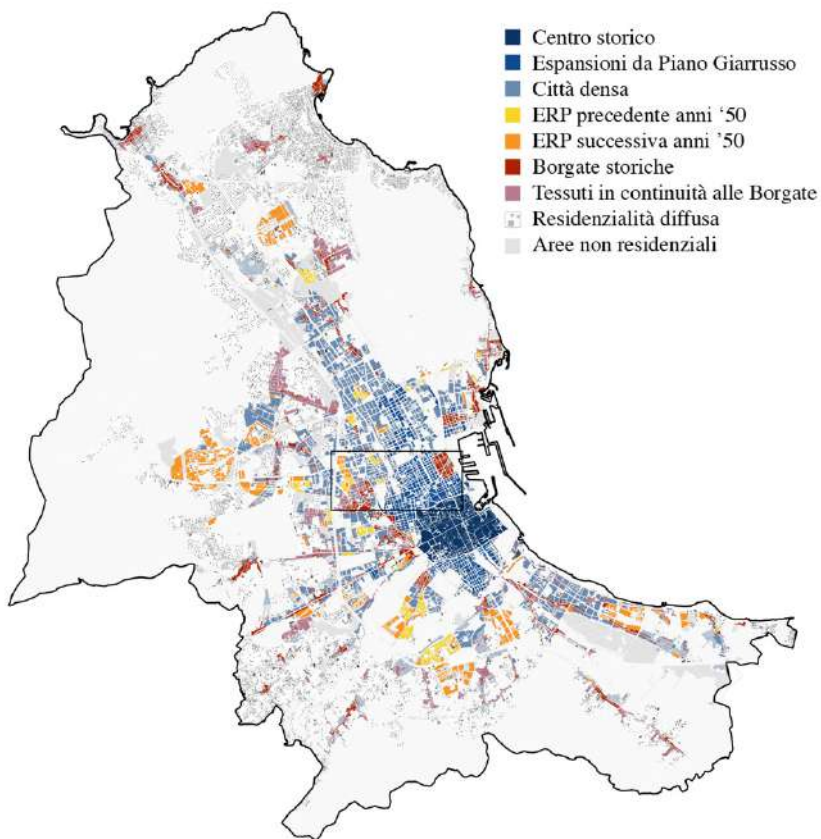 Centro storico
Espansioni da Piano Giarrusso
Città densa
ERP precedente anni ‘50
ERP successiva anni ’50
Borgate storiche
Tessuti in continuità alle Borgate
Residenzialità diffusa
Aree non residenziali